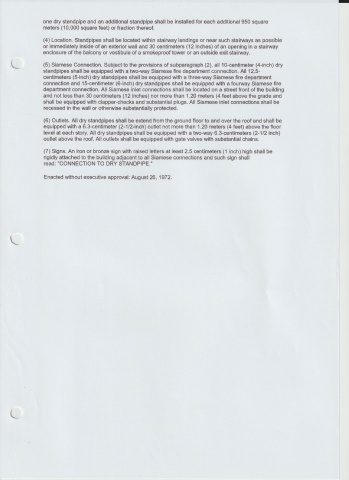 one dry standpipe and an additional standpipe shall be installed for each additional 950 square
meters (10,000 square feet) or fraction thereof.
(4) Location. Standpipes shall be located within stairway landings or near such stairways as possible
or immediately inside of an exterior wall and 30 centimeters (12 inches) of an opening in a stairway
enclosure of the balcony or vestibule of a smokeproof tower or an outside exit stairway.
(5) Siamese Connection. Subject to the provisions of subparagraph (2), all 10-centimeter (4-inch) dry
standpipes shall be equipped with a two-way Siamese fire department connection. All 12.5-
centimeters (5-inch) dry standpipes shall be equipped with a three-way Siamese fire department
connection and 15-centimeter (6-inch) dry standpipes shall be equipped with a fourway Siamese fire
department connection. All Siamese inlet connections shall be located on a street front of the building
and not less than 30 centimeters (12 inches) nor more than 1.20 meters (4 feet above the grade and
shall be equipped with clapper-checks and substantial plugs. All Siamese inlet connections shall be
recessed in the wall or otherwise substantially protected.
(6) Outlets. All dry standpipes shall be extend from the ground floor to and over the roof and shall be
equipped with a 6.3-centimeter (2-1/2-inch) outlet nor more than 1.20 meters (4 feet) above the floor
level at each story. All dry standpipes shall be equipped with a two-way 6.3-centimeters (2-1/2 inch)
outlet above the roof. All outlets shall be equipped with gate valves with substantial chains.
(7) Signs. An iron or bronze sign with raised letters at least 2.5 centimeters (1 inch) high shall be
rigidly attached to the building adjacent to all Siamese connections and such sign shall
read: "CONNECTION TO DRY STANDPIPE."
Enacted without executive approval: August 26, 1972.